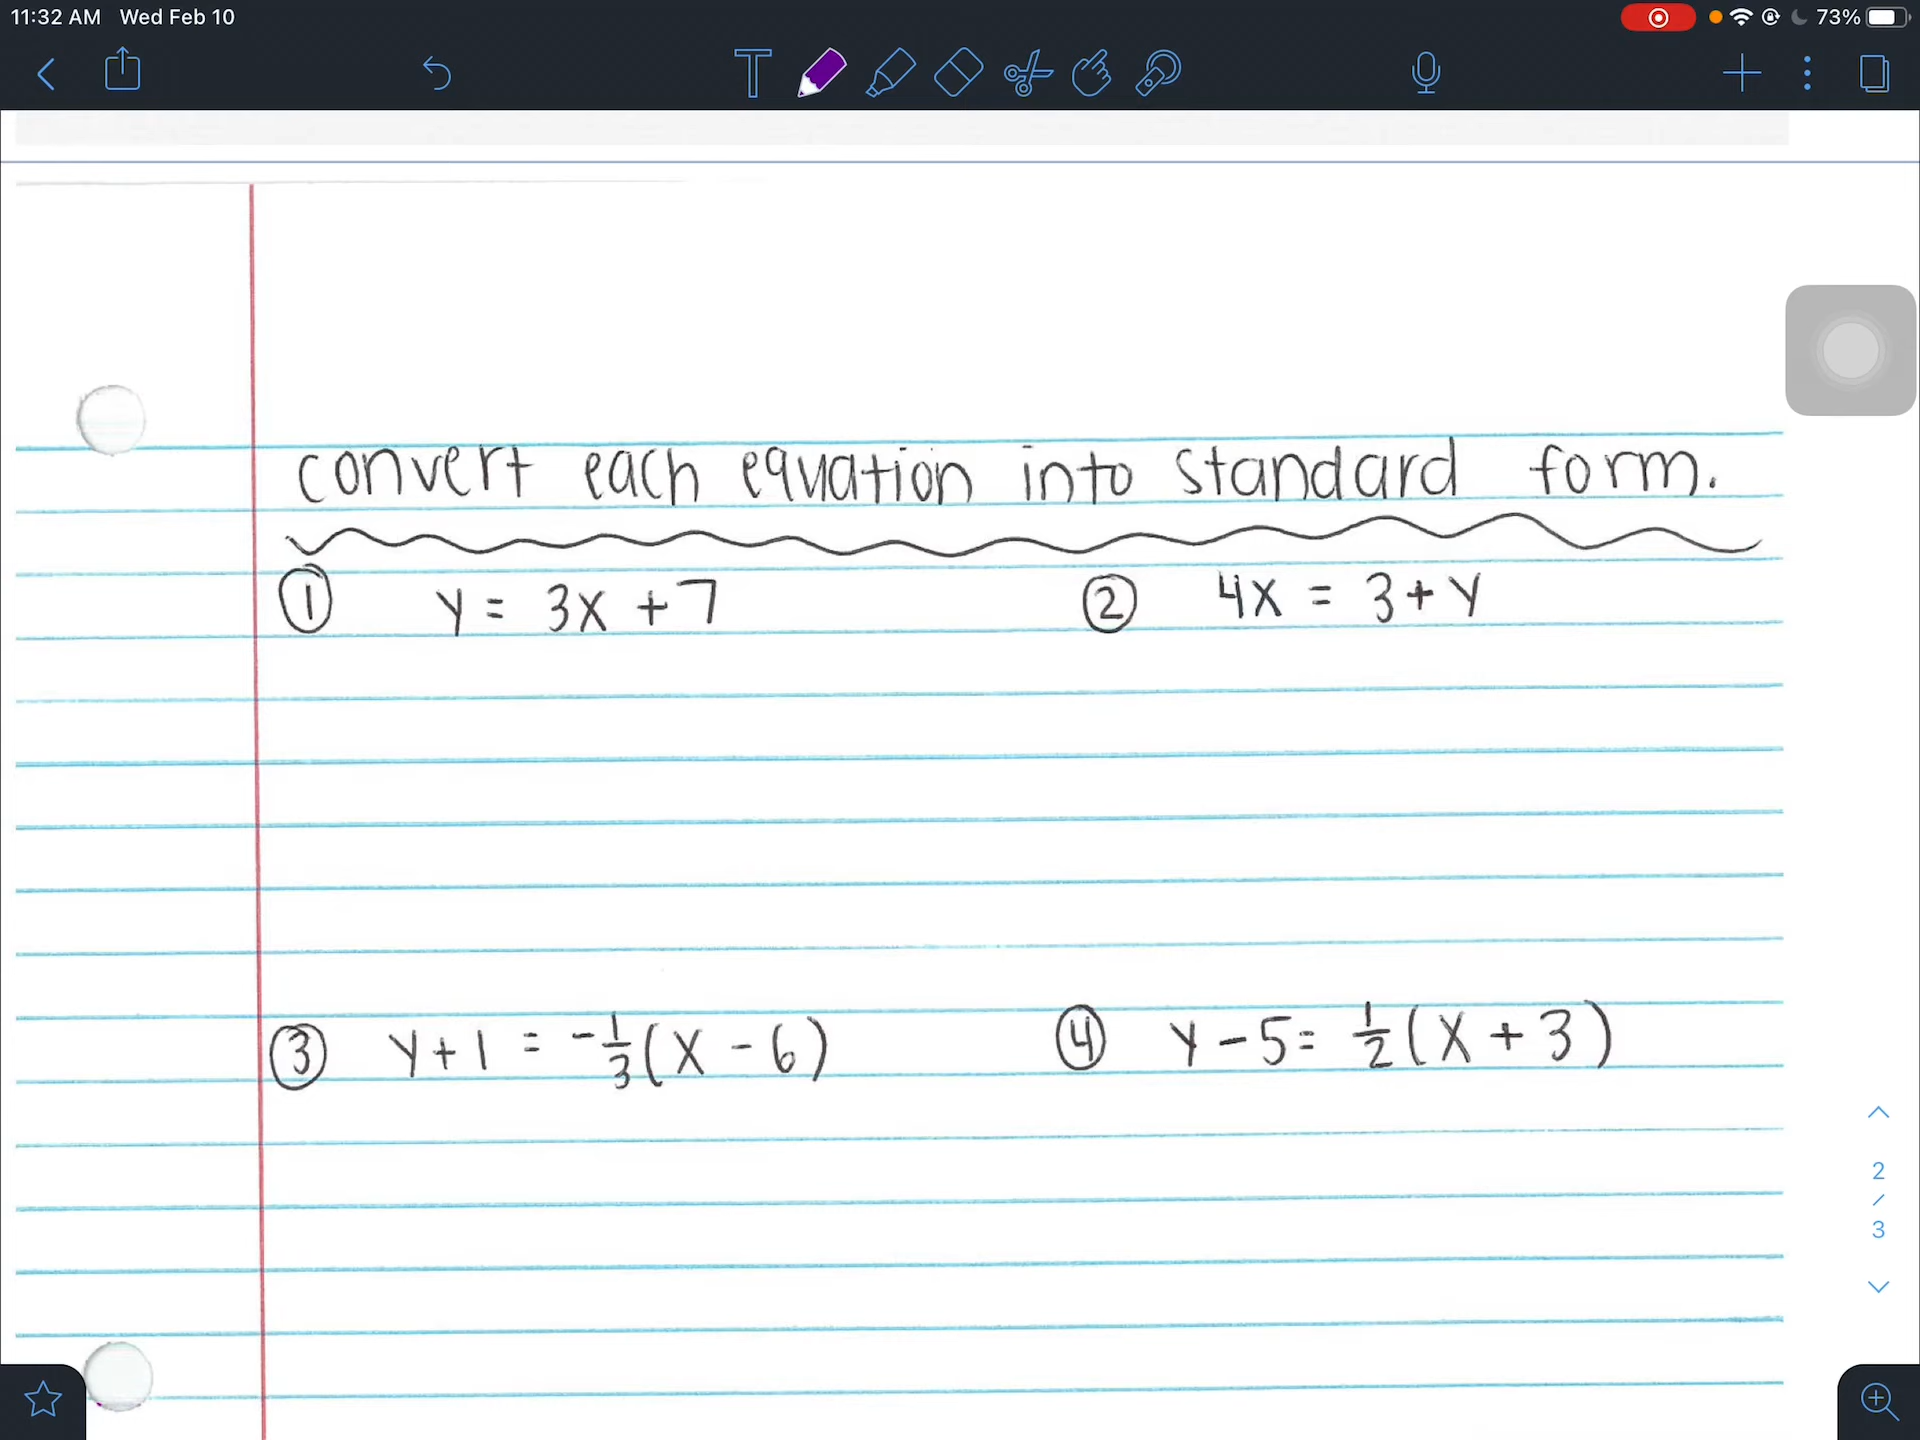 11:32 AM Wed Feb 10 73%
T
convert each equation into standard form.
① y = 3x + 7 ② 4x = 3 + y
③ y + 1 = -1/3 (x - 6) ④ y - 5 = 1/2 (x + 3)
2
/
3